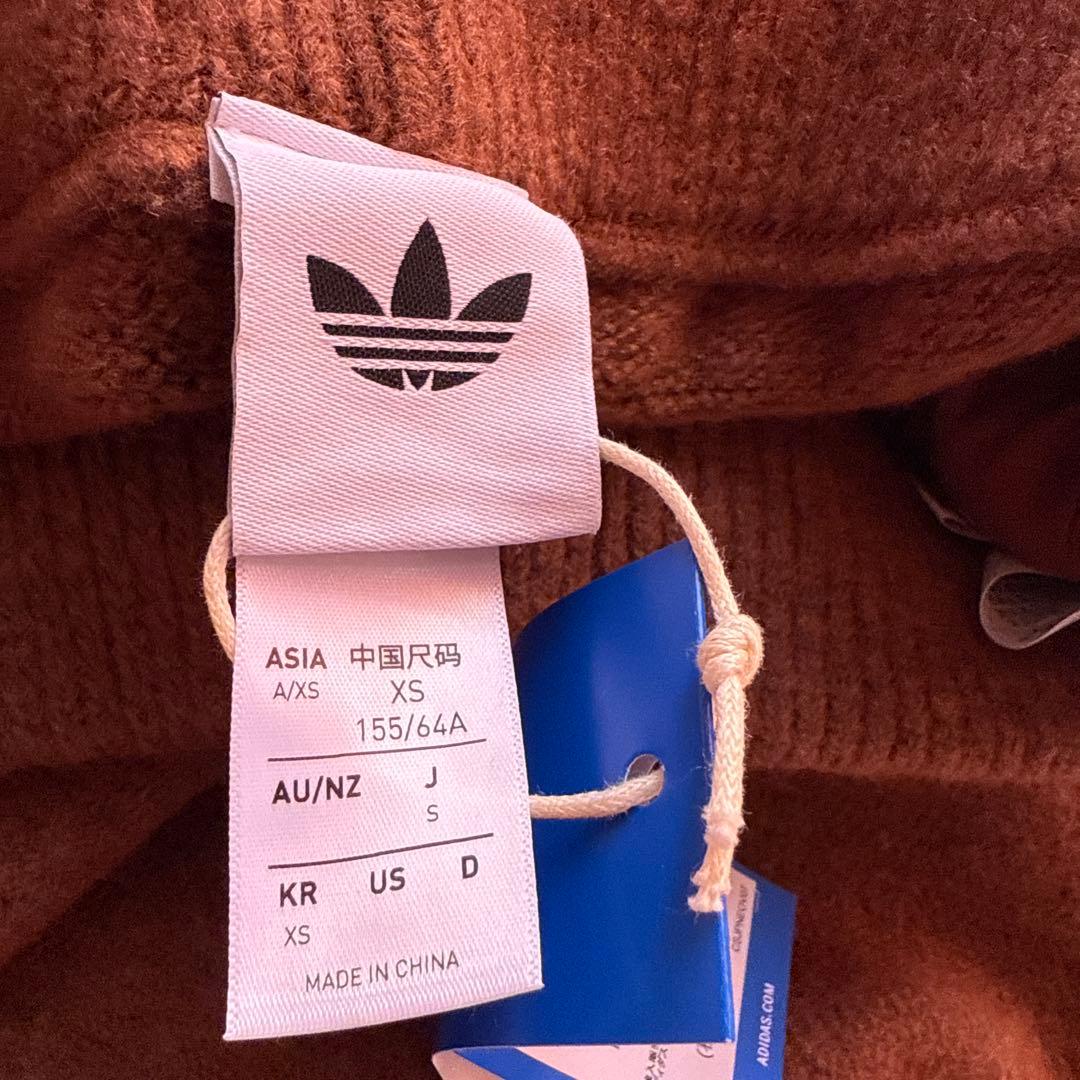 ASIA 中国尺码
A/XS XS
155/64A
AU/NZ J
S
KR US D
XS
MADE IN CHINA
ADIDAS.COM